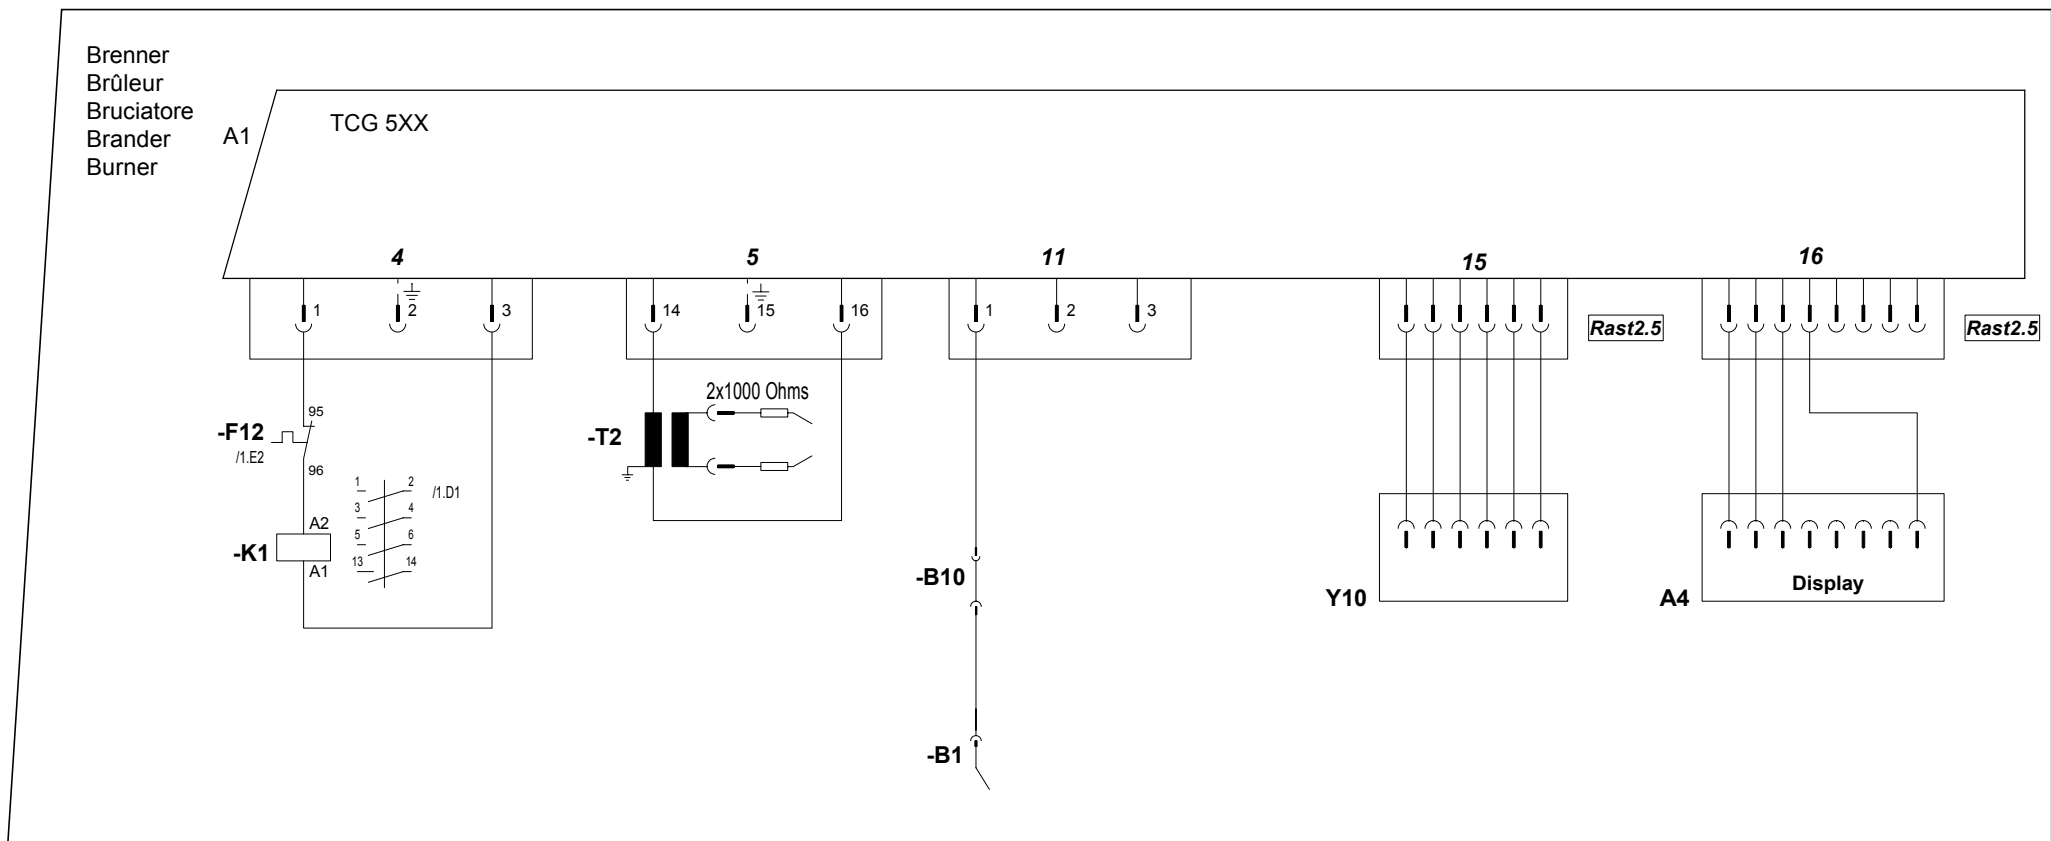 Brenner
Brûleur
Bruciatore
Brander
Burner
A1
TCG 5XX
4
5
11
15
16
1 2 3
14 15 16
1 2 3
Rast2.5
Rast2.5
2x1000 Ohms
95
-F12
/1.E2
96
-T2
1 2 /1.D1
3 4
5 6
13 14
A2
-K1
A1
-B10
Y10
A4
Display
-B1